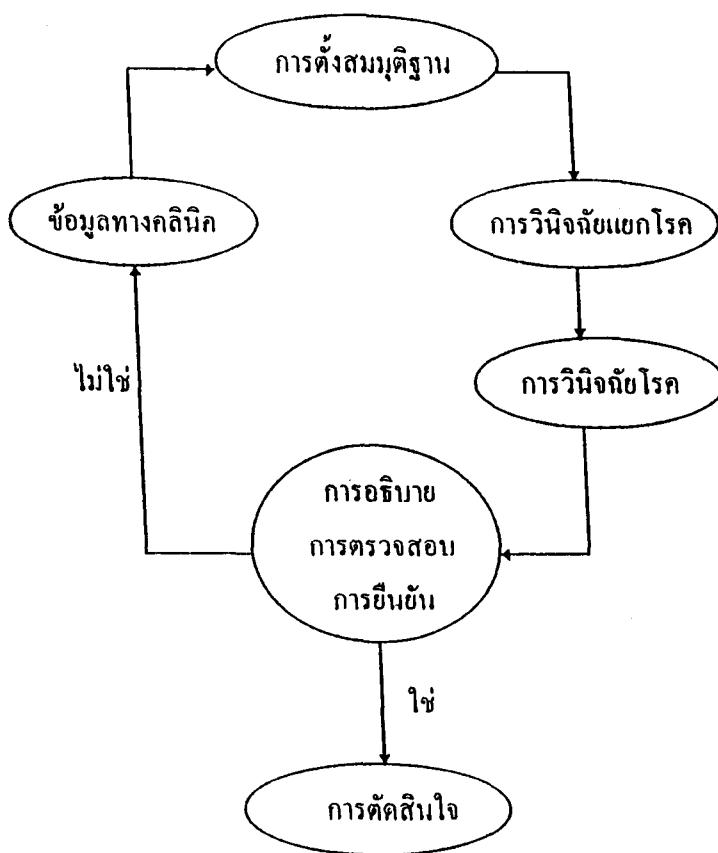 การตั้งสมมุติฐาน
ข้อมูลทางคลินิค
การวินิจฉัยแยกโรค
ไม่ใช่
การวินิจฉัยโรค
การอธิบาย
การตรวจสอบ
การยืนยัน
ใช่
การตัดสินใจ